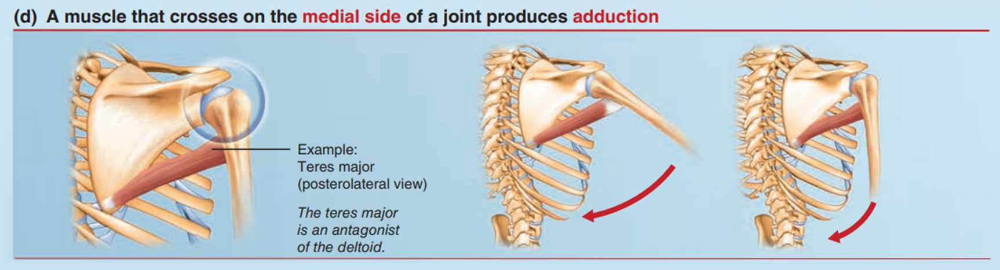 (d) A muscle that crosses on the medial side of a joint produces adduction
Example:
Teres major
(posterolateral view)
The teres major
is an antagonist
of the deltoid.